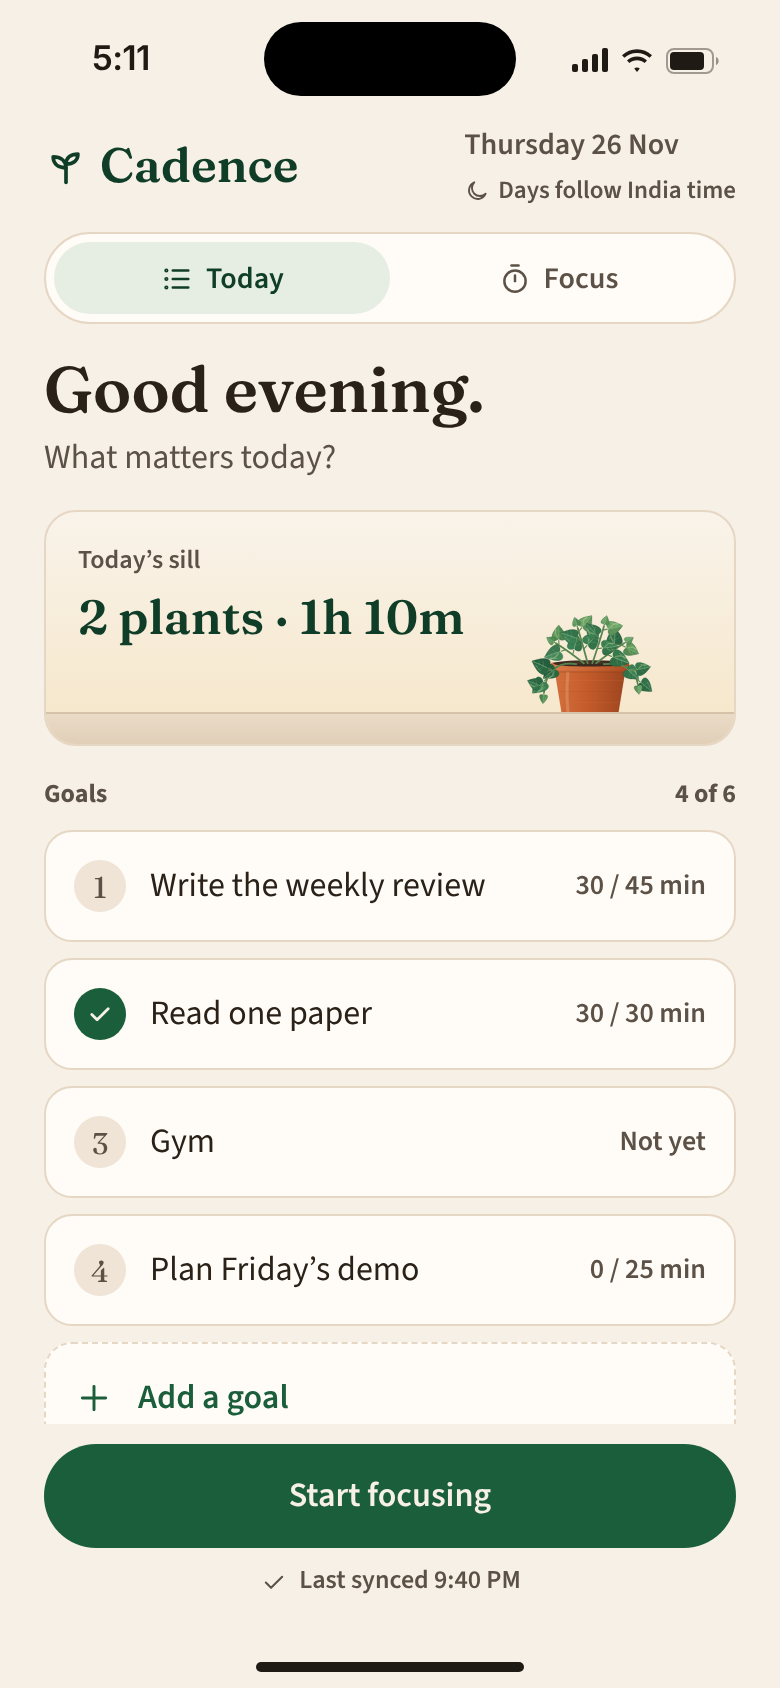 5:11
Cadence
Thursday 26 Nov
Days follow India time
Today
Focus
Good evening.
What matters today?
Today’s sill
2 plants · 1h 10m
Goals
4 of 6
1 Write the weekly review 30 / 45 min
Read one paper 30 / 30 min
3 Gym Not yet
4 Plan Friday’s demo 0 / 25 min
Add a goal
Start focusing
Last synced 9:40 PM